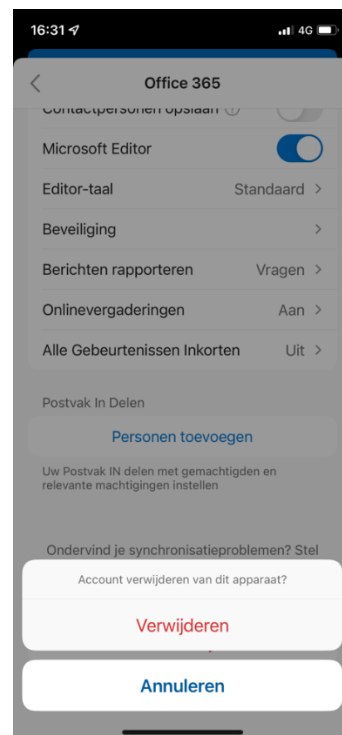 16:31 4G
Office 365
Contactpersonen opslaan
Microsoft Editor
Editor-taal Standaard
Beveiliging
Berichten rapporteren Vragen
Onlinevergaderingen Aan
Alle Gebeurtenissen Inkorten Uit
Postvak In Delen
Personen toevoegen
Uw Postvak IN delen met gemachtigden en
relevante machtigingen instellen
Ondervind je synchronisatieproblemen? Stel
Account verwijderen van dit apparaat?
Verwijderen
Annuleren